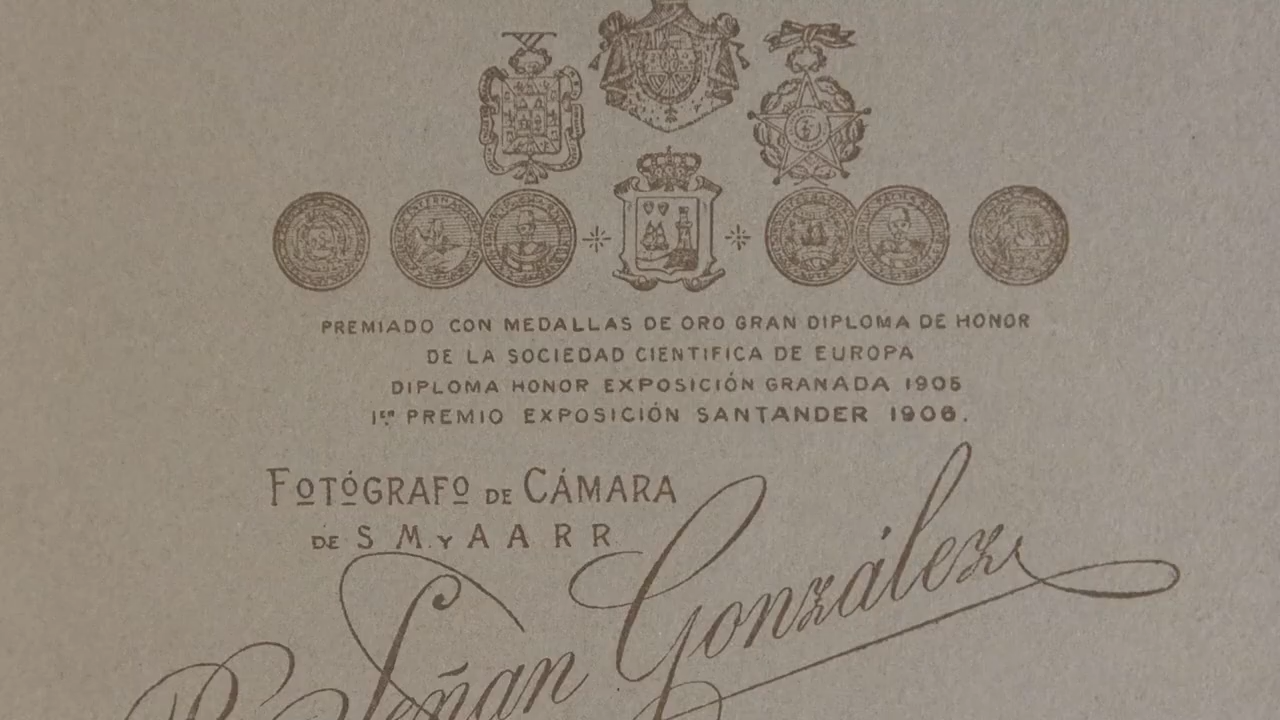 PREMIADO CON MEDALLAS DE ORO GRAN DIPLOMA DE HONOR
DE LA SOCIEDAD CIENTIFICA DE EUROPA
DIPLOMA HONOR EXPOSICIÓN GRANADA 1905
1ER PREMIO EXPOSICIÓN SANTANDER 1906.
FOTÓGRAFO DE CÁMARA
DE S M. Y A A R R
González